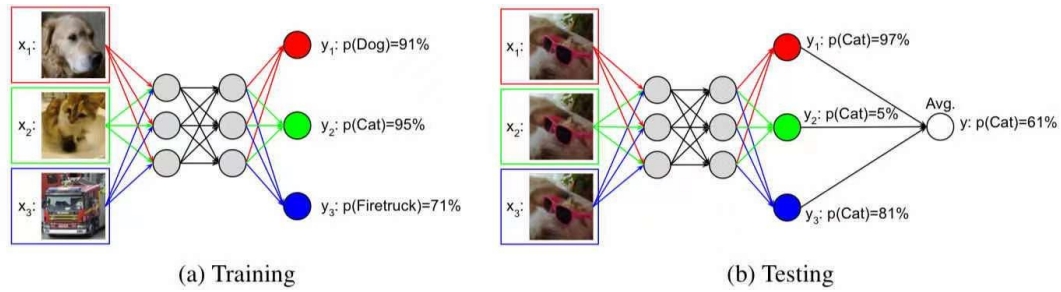 x1: y1: p(Dog)=91%
x2: y2: p(Cat)=95%
x3: y3: p(Firetruck)=71%
(a) Training
x1: y1: p(Cat)=97%
Avg.
x2: y2: p(Cat)=5% y: p(Cat)=61%
x3: y3: p(Cat)=81%
(b) Testing